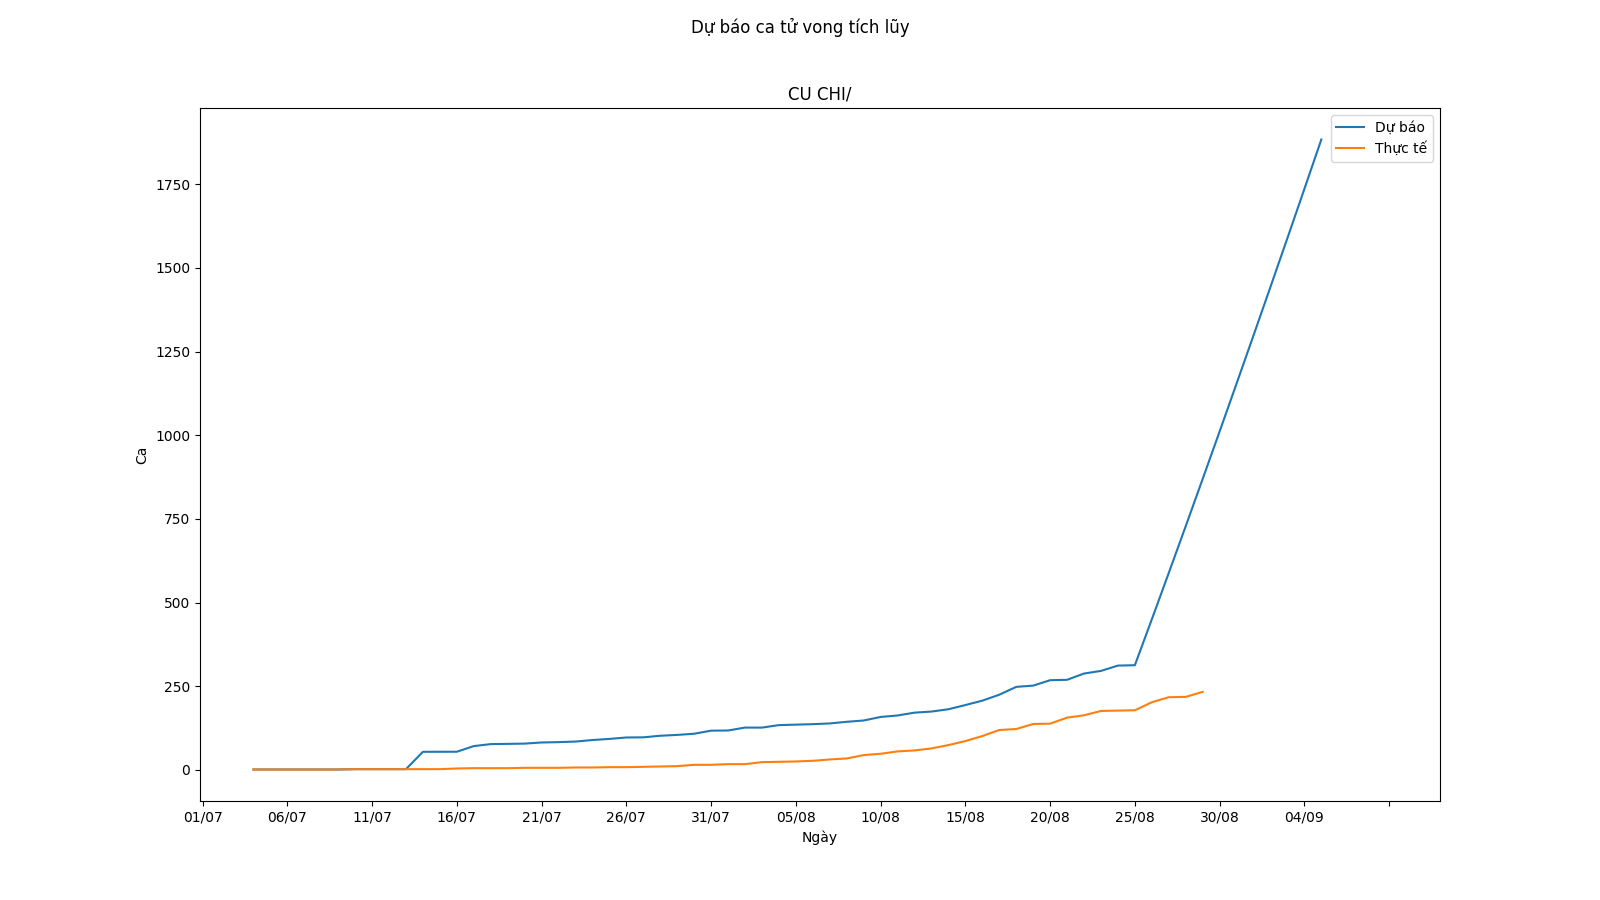 Dự báo ca tử vong tích lũy
CU CHI/
Dự báo
Thực tế
1750
1500
1250
1000
750
500
250
0
Ca
01/07 06/07 11/07 16/07 21/07 26/07 31/07 05/08 10/08 15/08 20/08 25/08 30/08 04/09
Ngày